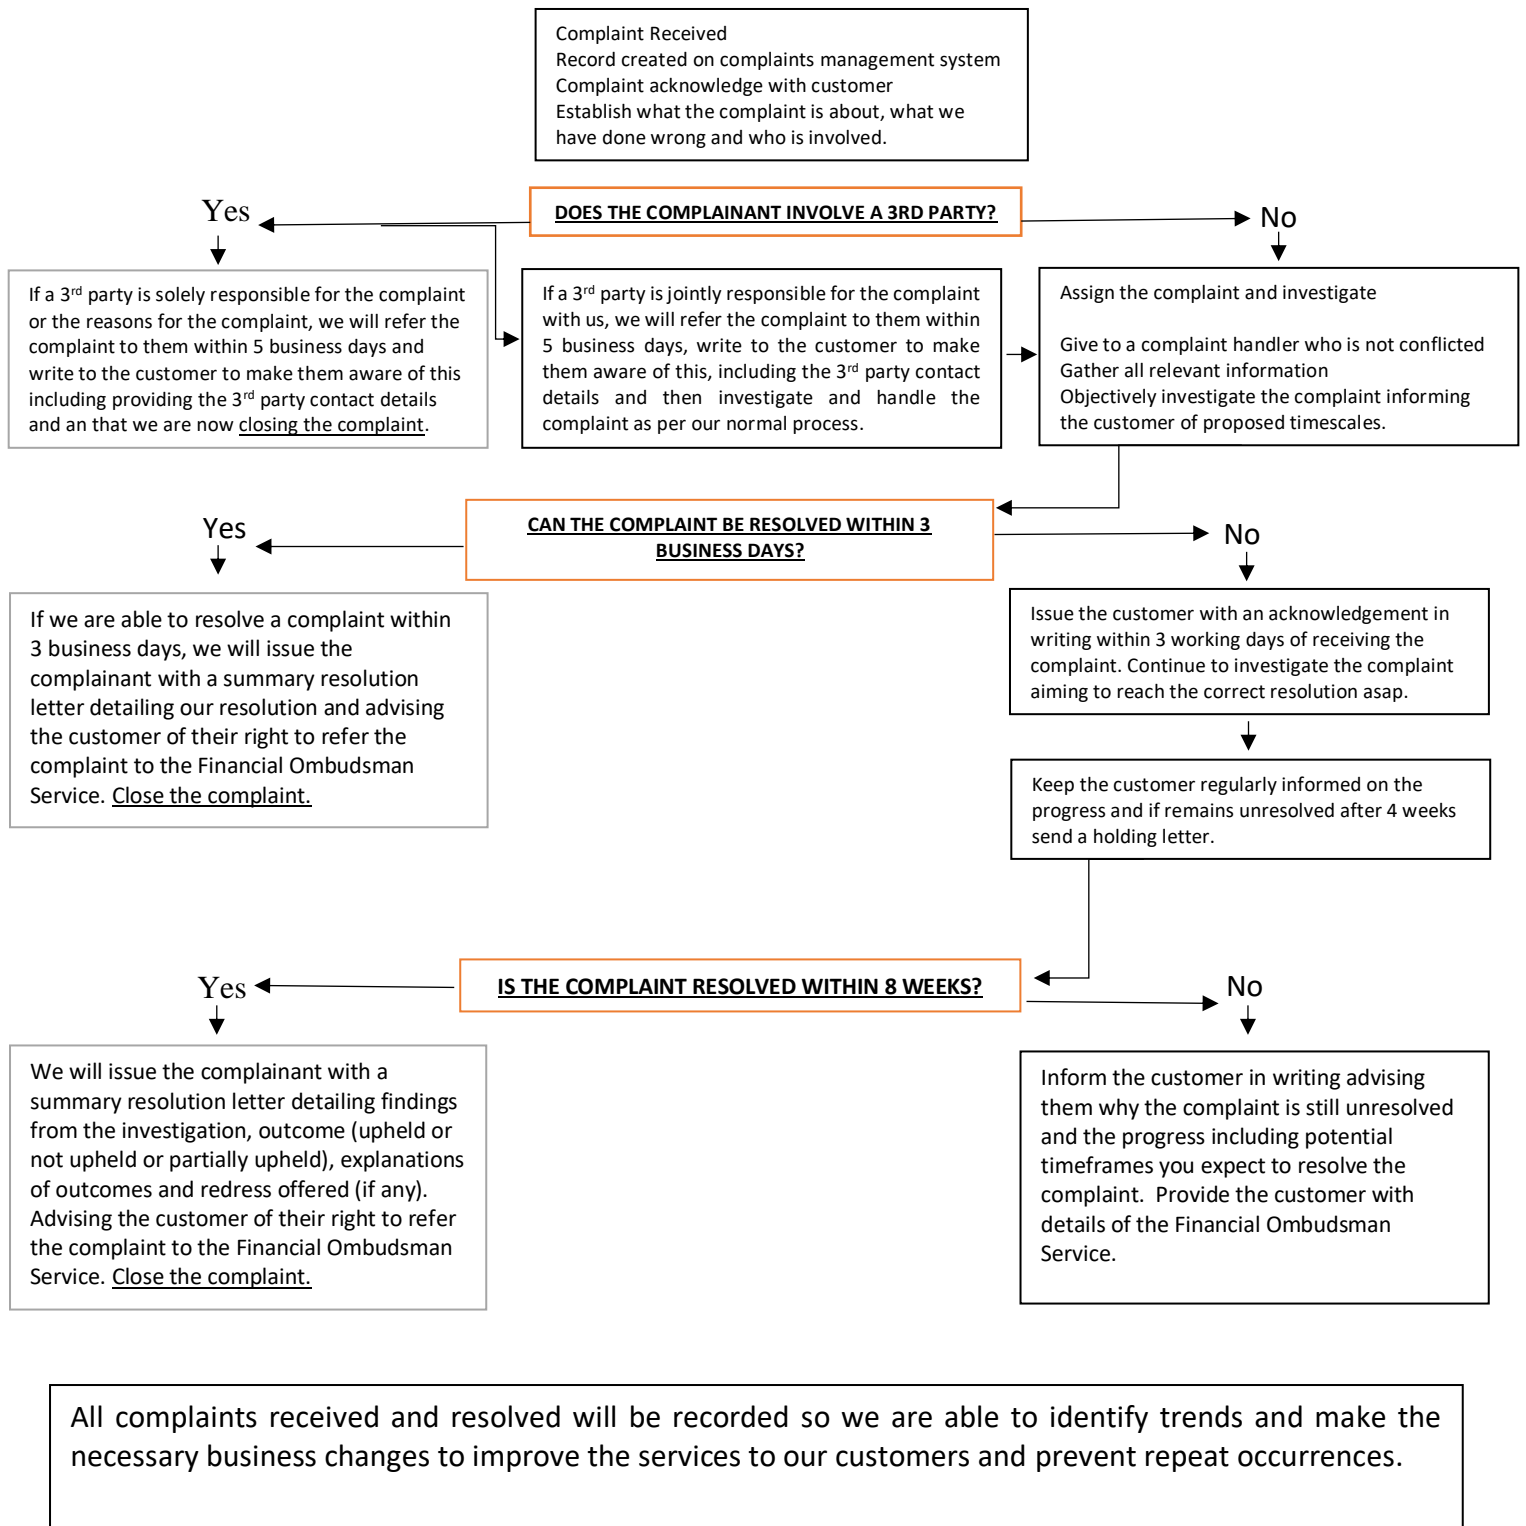 Complaint Received
Record created on complaints management system
Complaint acknowledge with customer
Establish what the complaint is about, what we
have done wrong and who is involved.
Yes
DOES THE COMPLAINANT INVOLVE A 3RD PARTY?
No
If a 3rd party is solely responsible for the complaint
or the reasons for the complaint, we will refer the
complaint to them within 5 business days and
write to the customer to make them aware of this
including providing the 3rd party contact details
and an that we are now closing the complaint.
If a 3rd party is jointly responsible for the complaint
with us, we will refer the complaint to them within
5 business days, write to the customer to make
them aware of this, including the 3rd party contact
details and then investigate and handle the
complaint as per our normal process.
Assign the complaint and investigate
Give to a complaint handler who is not conflicted
Gather all relevant information
Objectively investigate the complaint informing
the customer of proposed timescales.
Yes
CAN THE COMPLAINT BE RESOLVED WITHIN 3
BUSINESS DAYS?
No
If we are able to resolve a complaint within
3 business days, we will issue the
complainant with a summary resolution
letter detailing our resolution and advising
the customer of their right to refer the
complaint to the Financial Ombudsman
Service. Close the complaint.
Issue the customer with an acknowledgement in
writing within 3 working days of receiving the
complaint. Continue to investigate the complaint
aiming to reach the correct resolution asap.
Keep the customer regularly informed on the
progress and if remains unresolved after 4 weeks
send a holding letter.
Yes
IS THE COMPLAINT RESOLVED WITHIN 8 WEEKS?
No
We will issue the complainant with a
summary resolution letter detailing findings
from the investigation, outcome (upheld or
not upheld or partially upheld), explanations
of outcomes and redress offered (if any).
Advising the customer of their right to refer
the complaint to the Financial Ombudsman
Service. Close the complaint.
Inform the customer in writing advising
them why the complaint is still unresolved
and the progress including potential
timeframes you expect to resolve the
complaint.  Provide the customer with
details of the Financial Ombudsman
Service.
All complaints received and resolved will be recorded so we are able to identify trends and make the
necessary business changes to improve the services to our customers and prevent repeat occurrences.